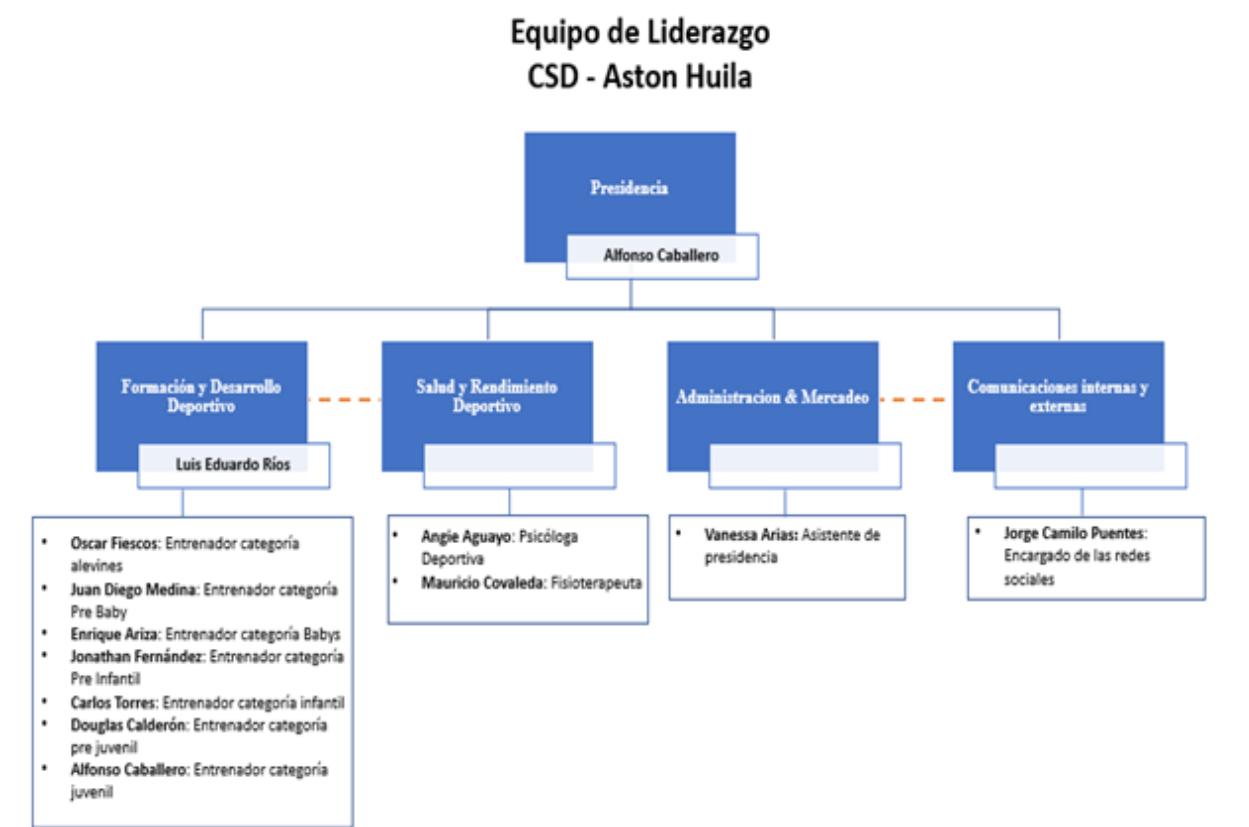 Equipo de Liderazgo
CSD - Aston Huila
Presidencia
Alfonso Caballero
Formación y Desarrollo
Deportivo
Luis Eduardo Ríos
• Oscar Fiescos: Entrenador categoría
alevines
• Juan Diego Medina: Entrenador categoría
Pre Baby
• Enrique Ariza: Entrenador categoría Babys
• Jonathan Fernández: Entrenador categoría
Pre Infantil
• Carlos Torres: Entrenador categoría infantil
• Douglas Calderón: Entrenador categoría
pre juvenil
• Alfonso Caballero: Entrenador categoría
juvenil
Salud y Rendimiento
Deportivo
• Angie Aguayo: Psicóloga
Deportiva
• Mauricio Covaleda: Fisioterapeuta
Administracion & Mercadeo
• Vanessa Arias: Asistente de
presidencia
Comunicaciones internas y
externas
• Jorge Camilo Puentes:
Encargado de las redes
sociales